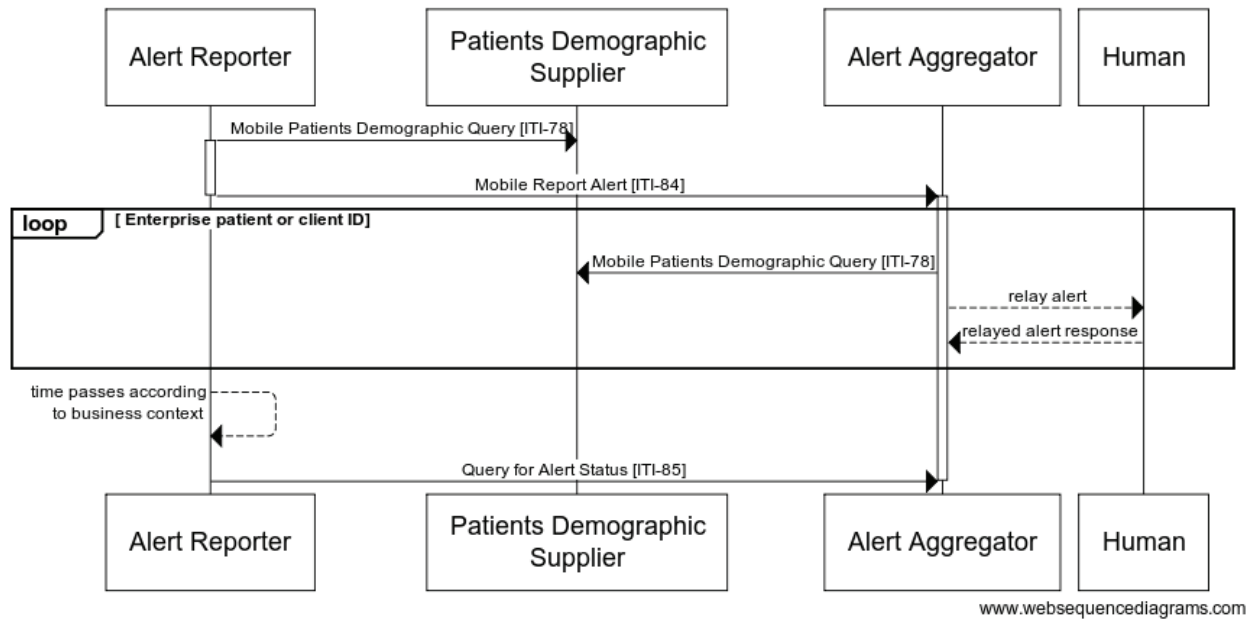 Alert Reporter
Patients Demographic
Supplier
Alert Aggregator
Human
Mobile Patients Demographic Query [ITI-78]
Mobile Report Alert [ITI-84]
loop
[ Enterprise patient or client ID]
Mobile Patients Demographic Query [ITI-78]
relay alert
relayed alert response
time passes according
to business context
Query for Alert Status [ITI-85]
Alert Reporter
Patients Demographic
Supplier
Alert Aggregator
Human
www.websequencediagrams.com